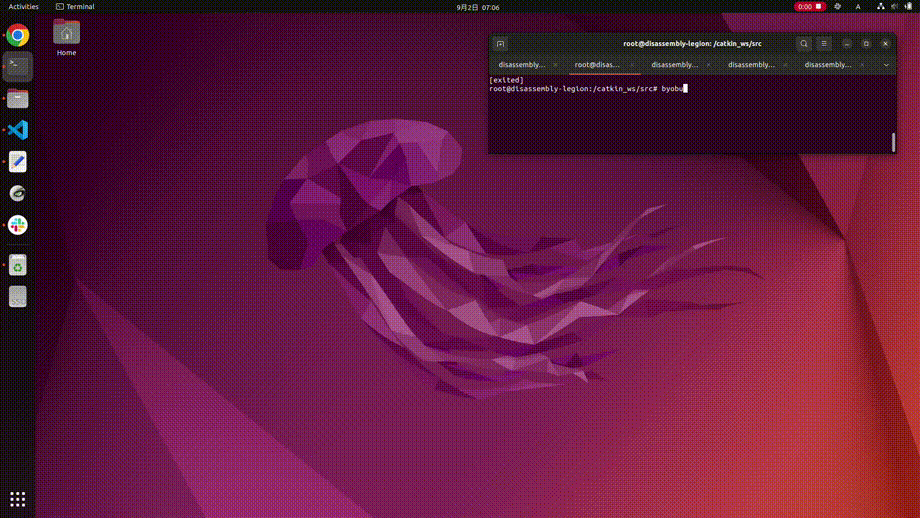 Activities
Terminal
9月2日 07:06
0:00
A
Home
root@disassembly-legion: /catkin_ws/src
disassembly...
root@disas...
disassembly...
disassembly...
disassembly...
[exited]
root@disassembly-legion:/catkin_ws/src# byobu